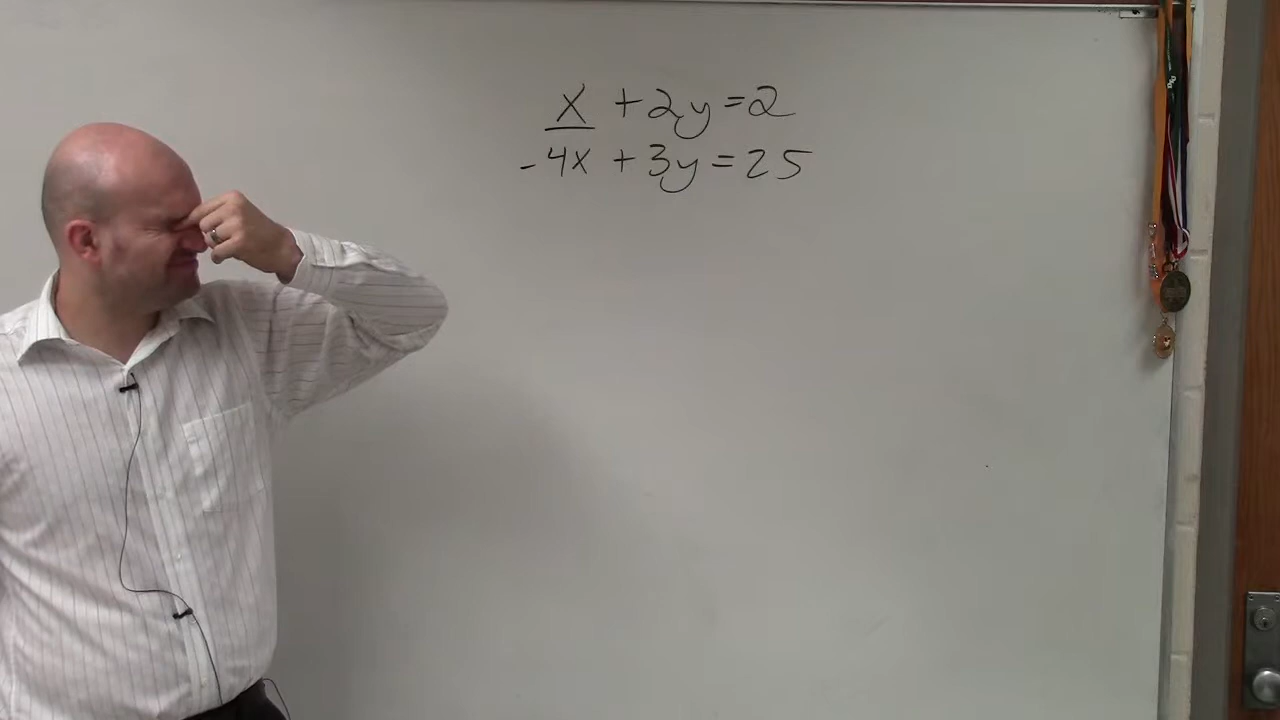 x + 2y = 2
-4x + 3y = 25